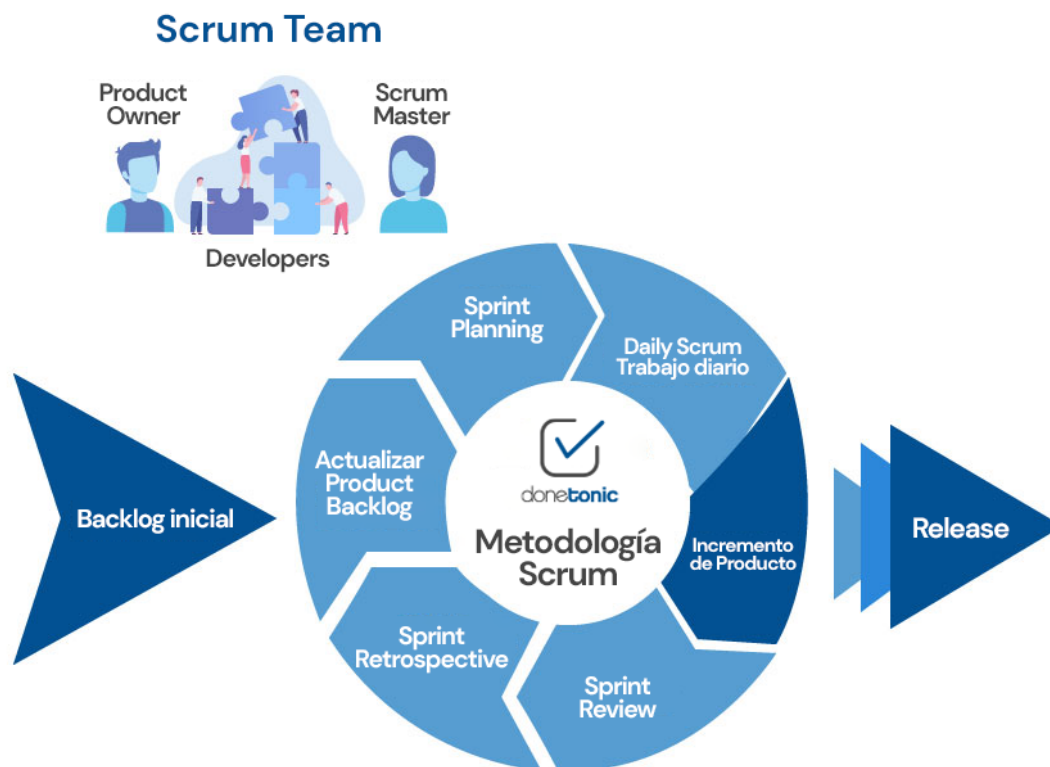 Scrum Team
Product
Owner
Scrum
Master
Developers
Sprint
Planning
Daily Scrum
Trabajo diario
Actualizar
Product
Backlog
donetonic
Backlog inicial
Metodología
Scrum
Incremento
de Producto
Release
Sprint
Retrospective
Sprint
Review